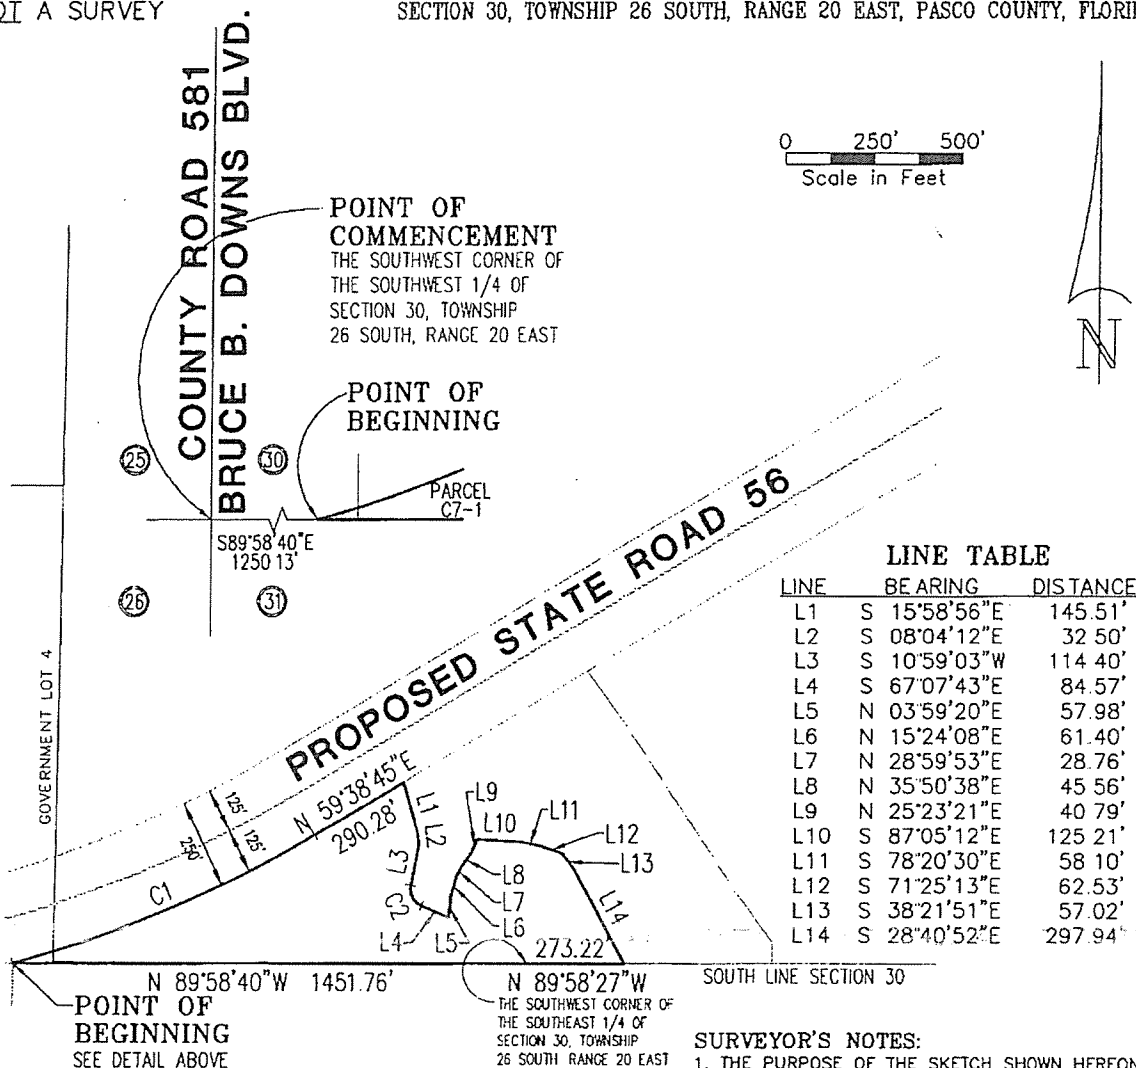 A SURVEY
SECTION 30, TOWNSHIP 26 SOUTH, RANGE 20 EAST, PASCO COUNTY,
COUNTY ROAD 581
BRUCE B. DOWNS BLVD.
0 250' 500'
Scale in Feet
N
POINT OF
COMMENCEMENT
THE SOUTHWEST CORNER OF
THE SOUTHWEST 1/4 OF
SECTION 30, TOWNSHIP
26 SOUTH, RANGE 20 EAST
POINT OF
BEGINNING
25
30
PARCEL
C7-1
S89°58'40"E
1250 13'
26
31
GOVERNMENT LOT 4
PROPOSED STATE ROAD 56
LINE TABLE
LINE BEARING DISTANCE
L1 S 15°58'56"E 145.51'
L2 S 08°04'12"E 32 50'
L3 S 10°59'03"W 114 40'
L4 S 67°07'43"E 84.57'
L5 N 03°59'20"E 57.98'
L6 N 15°24'08"E 61.40'
L7 N 28°59'53"E 28.76'
L8 N 35°50'38"E 45 56'
L9 N 25°23'21"E 40 79'
L10 S 87°05'12"E 125 21'
L11 S 78°20'30"E 58 10'
L12 S 71°25'13"E 62.53'
L13 S 38°21'51"E 57.02'
L14 S 28°40'52"E 297.94'
125'
125'
250'
N 59°38'45"E
290.28'
C1
L1
L2
L3
C2
L4
L5
L6
L7
L8
L9
L10
L11
L12
L13
L14
273.22'
N 89°58'40"W 1451.76'
N 89°58'27"W
SOUTH LINE SECTION 30
POINT OF
BEGINNING
SEE DETAIL ABOVE
THE SOUTHWEST CORNER OF
THE SOUTHEAST 1/4 OF
SECTION 30, TOWNSHIP
26 SOUTH RANGE 20 EAST
SURVEYOR'S NOTES:
1. THE PURPOSE OF THE SKETCH SHOWN HEREON